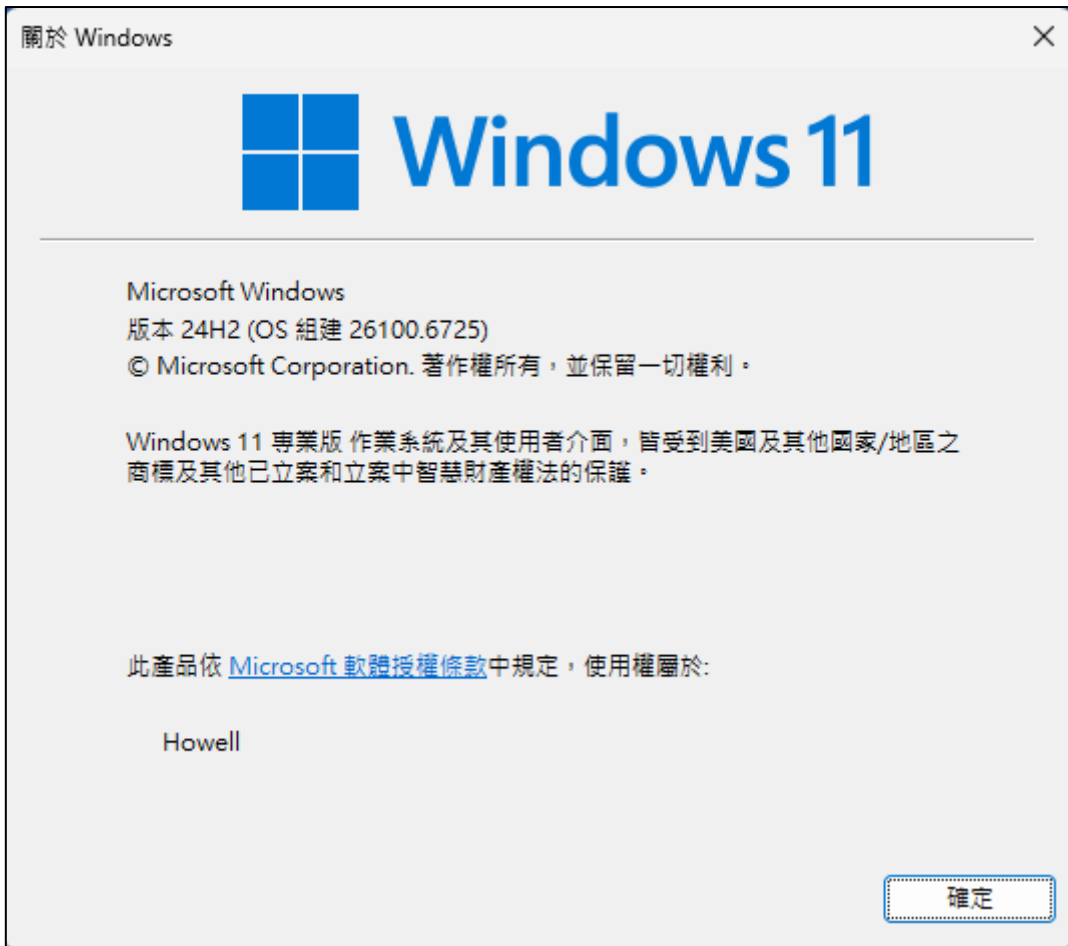 關於 Windows
Windows 11
Microsoft Windows
版本 24H2 (OS 組建 26100.6725)
© Microsoft Corporation. 著作權所有，並保留一切權利。
Windows 11 專業版 作業系統及其使用者介面，皆受到美國及其他國家/地區之
商標及其他已立案和立案中智慧財產權法的保護。
此產品依 Microsoft 軟體授權條款中規定，使用權屬於:
Howell
確定